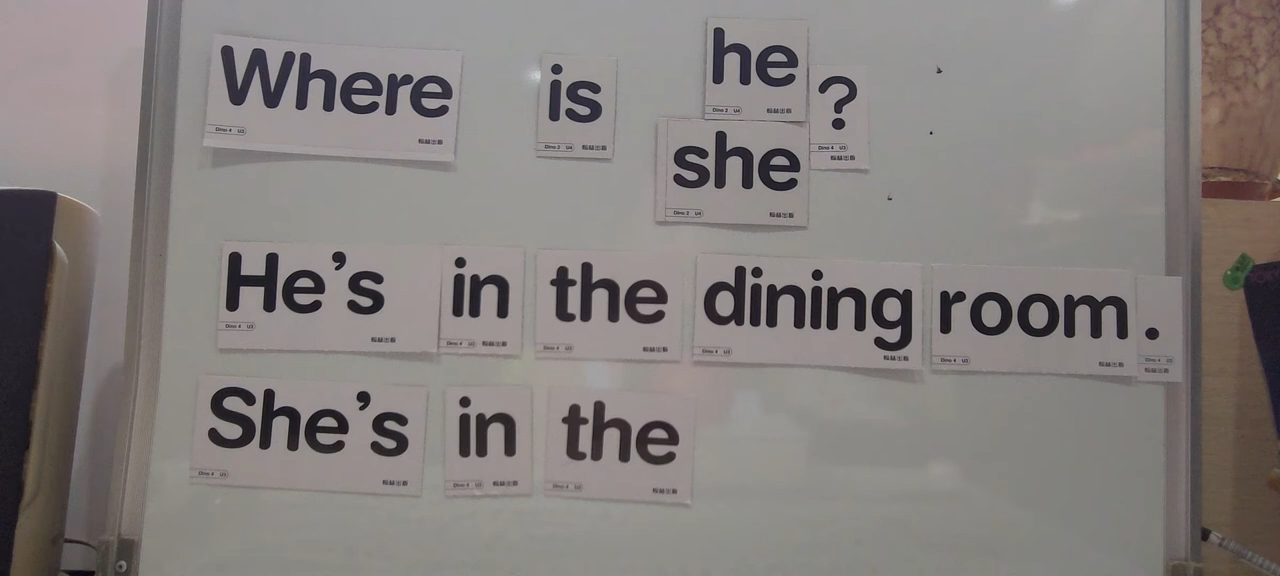 Where is he ?
she
He's in the dining room .
She's in the